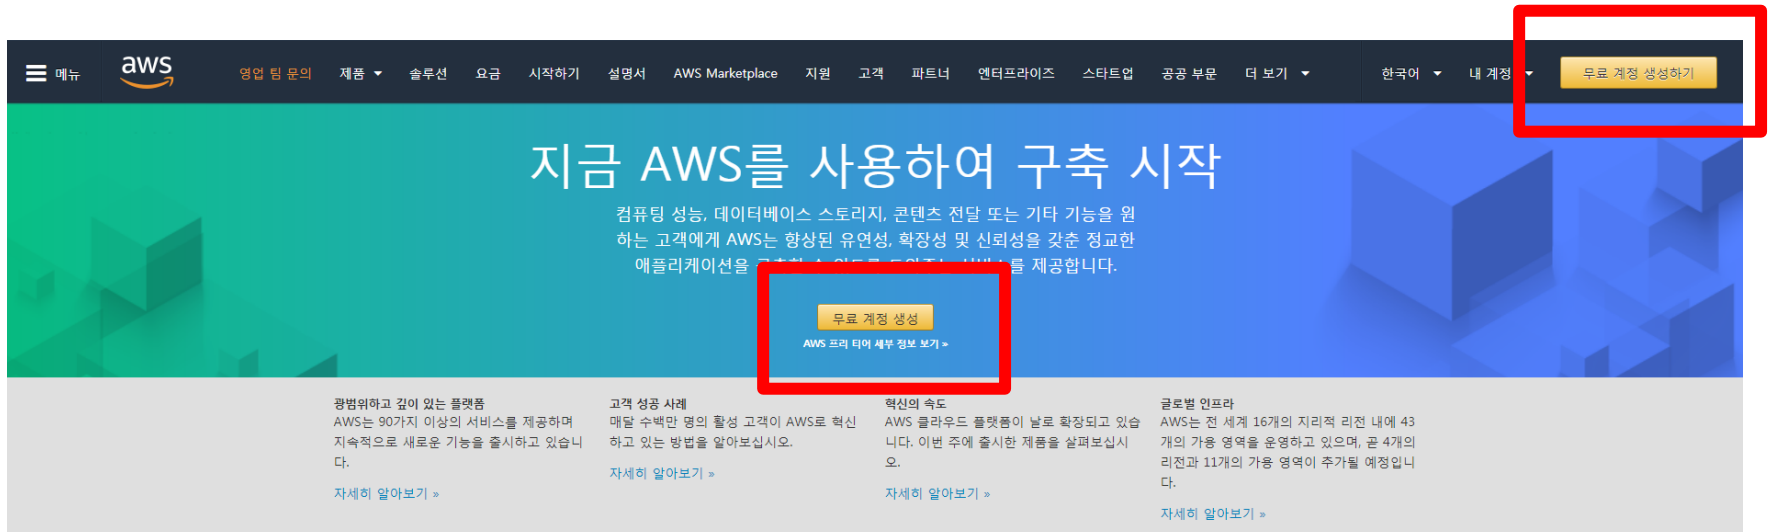 메뉴
aws
영업 팀 문의 제품 솔루션 요금 시작하기 설명서 AWS Marketplace 지원 고객 파트너 엔터프라이즈 스타트업 공공 부문 더 보기 한국어 내 계정 무료 계정 생성하기
지금 AWS를 사용하여 구축 시작
컴퓨팅 성능, 데이터베이스 스토리지, 콘텐츠 전달 또는 기타 기능을 원
하는 고객에게 AWS는 향상된 유연성, 확장성 및 신뢰성을 갖춘 정교한
애플리케이션을 제공합니다.
무료 계정 생성
AWS 프리 티어 세부 정보 보기 »
광범위하고 깊이 있는 플랫폼
AWS는 90가지 이상의 서비스를 제공하며
지속적으로 새로운 기능을 출시하고 있습니
다.
자세히 알아보기 »
고객 성공 사례
매달 수백만 명의 활성 고객이 AWS로 혁신
하고 있는 방법을 알아보십시오.
자세히 알아보기 »
혁신의 속도
AWS 클라우드 플랫폼이 날로 확장되고 있습
니다. 이번 주에 출시한 제품을 살펴보십시
오.
자세히 알아보기 »
글로벌 인프라
AWS는 전 세계 16개의 지리적 리전 내에 43
개의 가용 영역을 운영하고 있으며, 곧 4개의
리전과 11개의 가용 영역이 추가될 예정입니
다.
자세히 알아보기 »